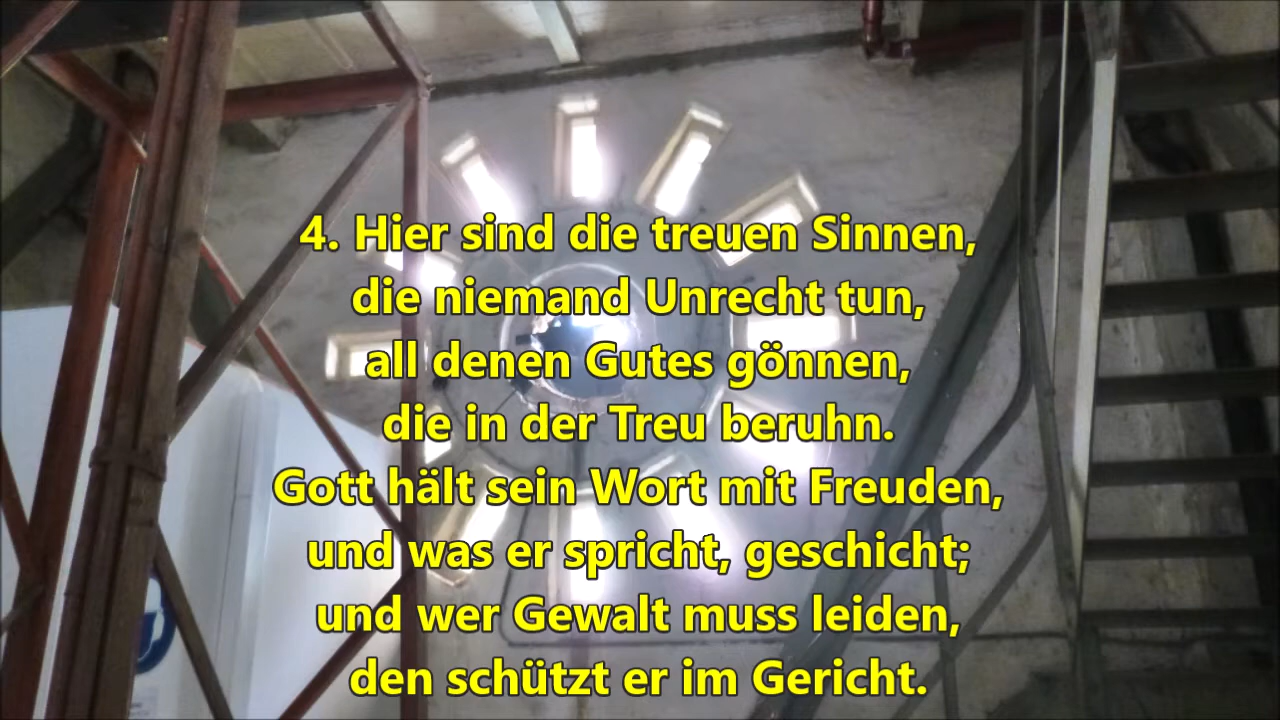 4. Hier sind die treuen Sinnen,
die niemand Unrecht tun,
all denen Gutes gönnen,
die in der Treu beruhn.
Gott hält sein Wort mit Freuden,
und was er spricht, geschicht;
und wer Gewalt muss leiden,
den schützt er im Gericht.